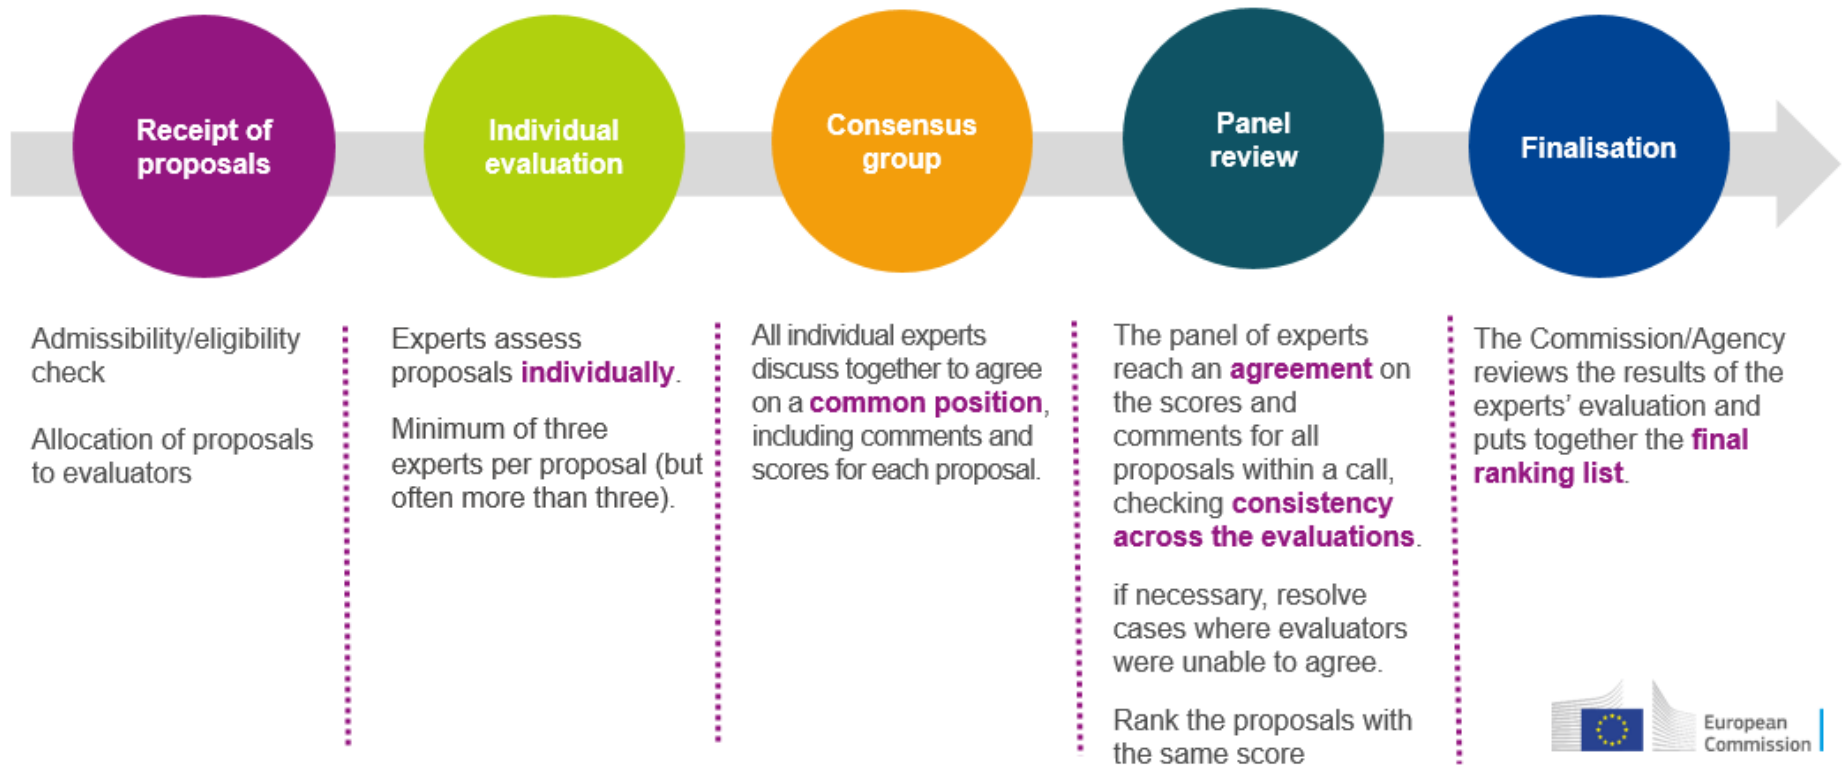 Receipt of
proposals
Individual
evaluation
Consensus
group
Panel
review
Finalisation
Admissibility/eligibility
check
Allocation of proposals
to evaluators
Experts assess
proposals individually.
Minimum of three
experts per proposal (but
often more than three).
All individual experts
discuss together to agree
on a common position,
including comments and
scores for each proposal.
The panel of experts
reach an agreement on
the scores and
comments for all
proposals within a call,
checking consistency
across the evaluations.
if necessary, resolve
cases where evaluators
were unable to agree.
Rank the proposals with
the same score
The Commission/Agency
reviews the results of the
experts’ evaluation and
puts together the final
ranking list.
European
Commission